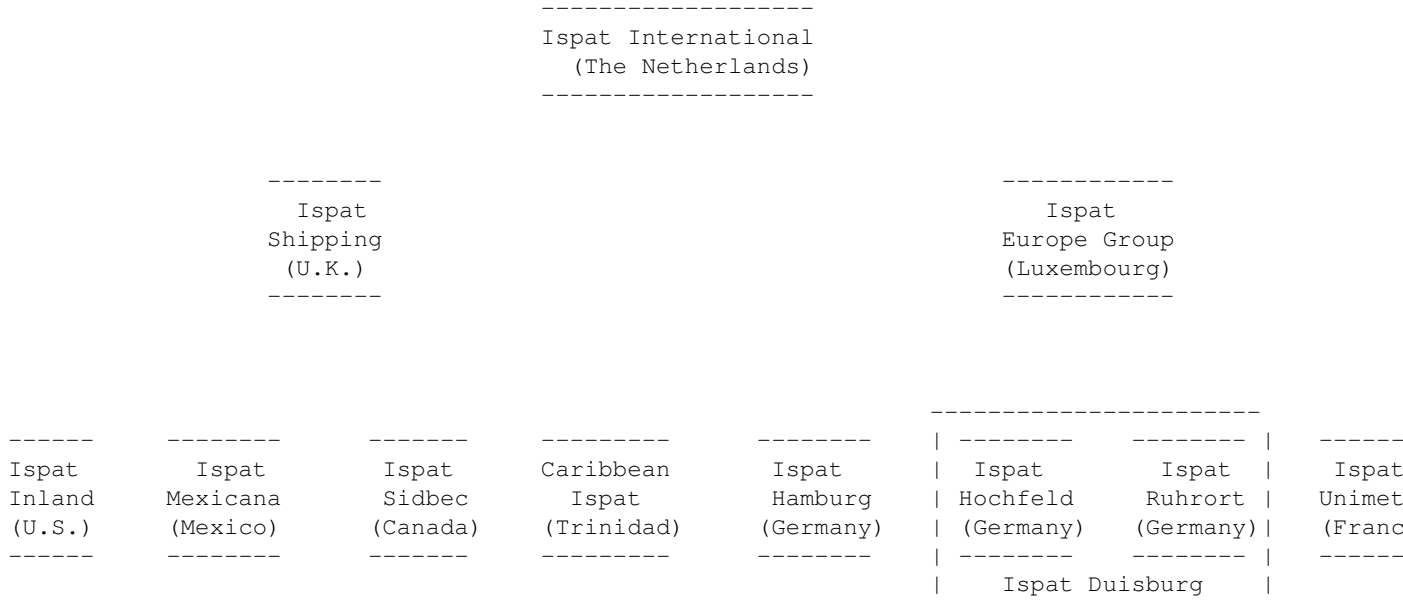 Ispat International
(The Netherlands)
Ispat
Shipping
(U.K.)
Ispat
Europe Group
(Luxembourg)
Ispat
Inland
(U.S.)
Ispat
Mexicana
(Mexico)
Ispat
Sidbec
(Canada)
Caribbean
Ispat
(Trinidad)
Ispat
Hamburg
(Germany)
Ispat
Hochfeld
(Germany)
Ispat
Ruhrort
(Germany)
Ispat Duisburg
Ispat
Unimet
(Franc